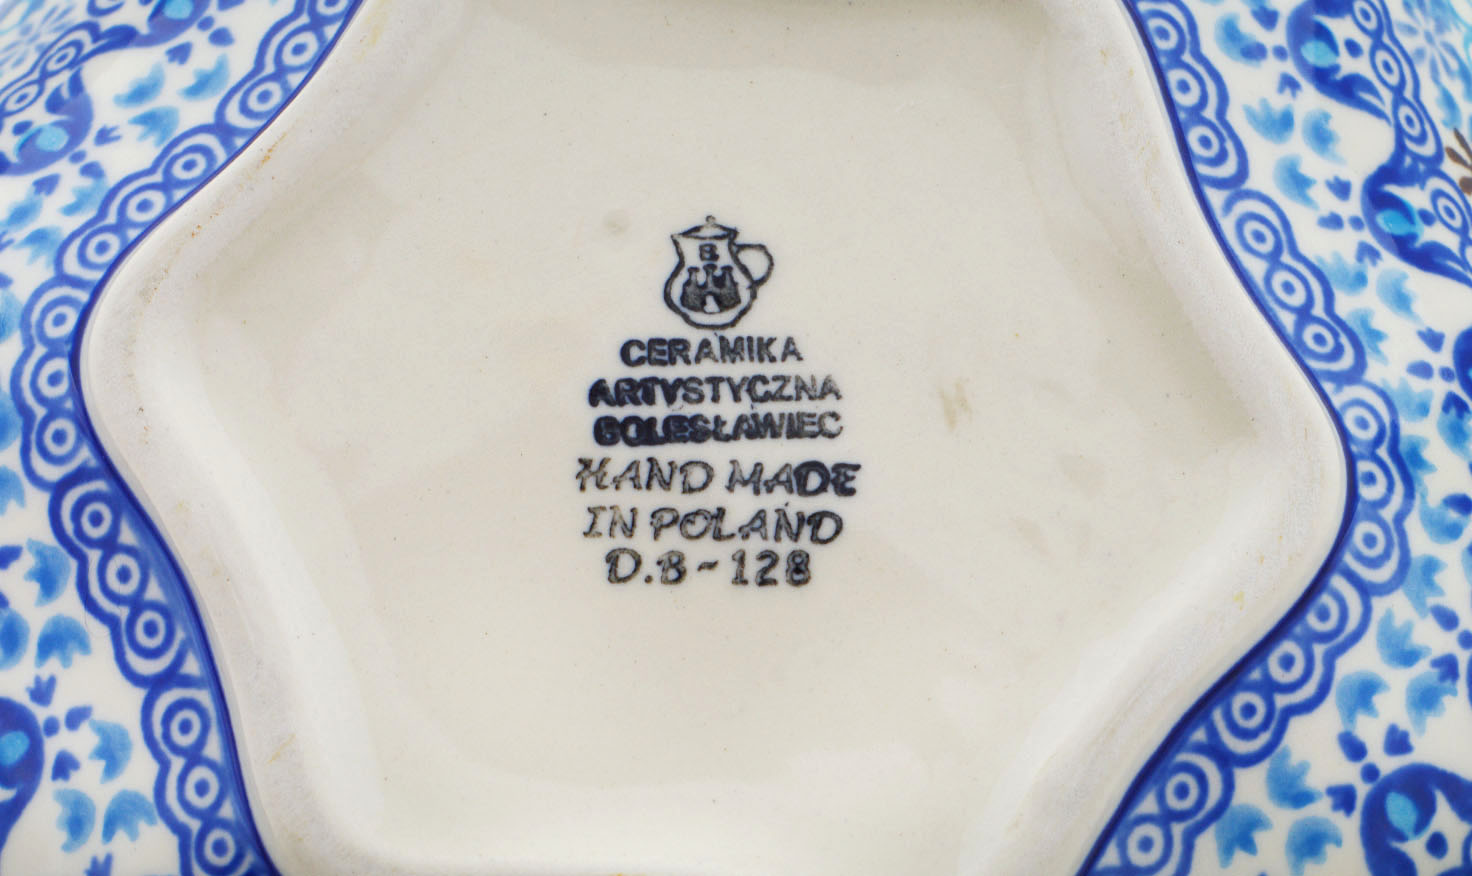 B
CERAMIKA
ARTYSTYCZNA
BOLESŁAWIEC
HAND MADE
IN POLAND
D.B~128